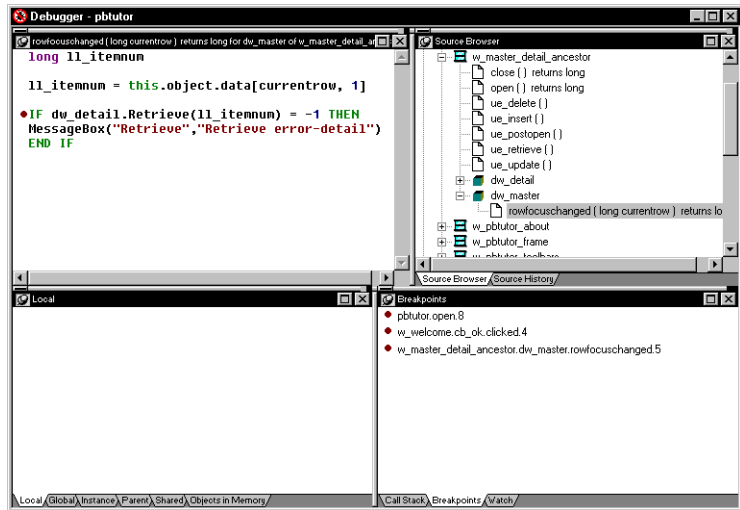 Debugger - pbtutor
rowfocuschanged ( long currentrow ) returns long for dw_master of w_master_detail_an
long ll_itemnum
ll_itemnum = this.object.data[currentrow, 1]
IF dw_detail.Retrieve(ll_itemnum) = -1 THEN
MessageBox("Retrieve","Retrieve error-detail")
END IF
Source Browser
w_master_detail_ancestor
close ( ) returns long
open ( ) returns long
ue_delete ( )
ue_insert ( )
ue_postopen ( )
ue_retrieve ( )
ue_update ( )
dw_detail
dw_master
rowfocuschanged ( long currentrow ) returns lo
w_pbtutor_about
w_pbtutor_frame
w_pbtutor_toolbars
Source Browser Source History
Local
Local Global Instance Parent Shared Objects in Memory
Breakpoints
pbtutor.open.8
w_welcome.cb_ok.clicked.4
w_master_detail_ancestor.dw_master.rowfocuschanged.5
Call Stack Breakpoints Watch